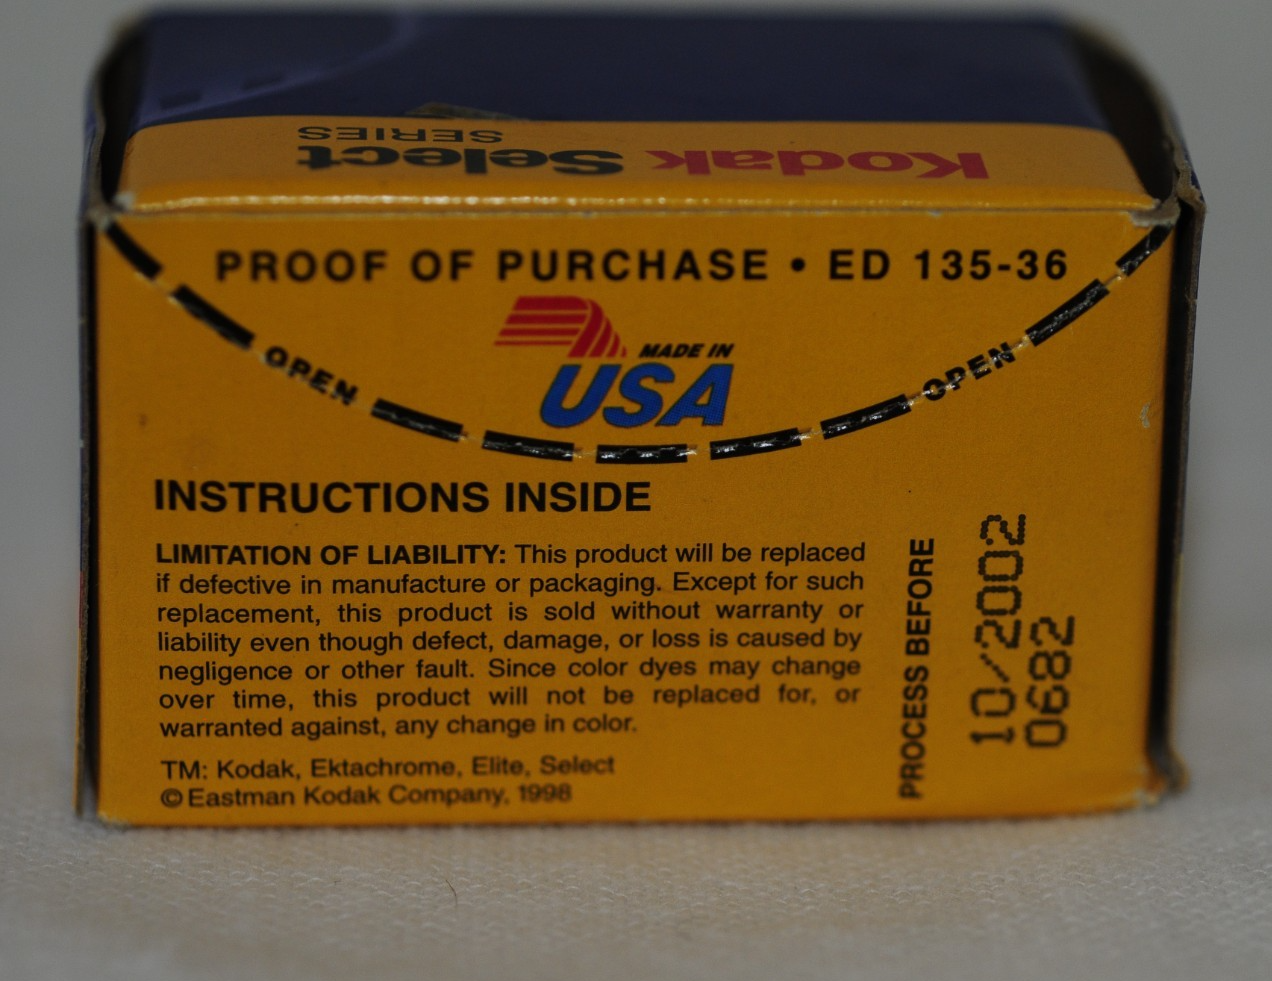 Kodak Select
SERIES
PROOF OF PURCHASE • ED 135-36
MADE IN
USA
OPEN
OPEN
INSTRUCTIONS INSIDE
LIMITATION OF LIABILITY: This product will be replaced
if defective in manufacture or packaging. Except for such
replacement, this product is sold without warranty or
liability even though defect, damage, or loss is caused by
negligence or other fault. Since color dyes may change
over time, this product will not be replaced for, or
warranted against, any change in color.
TM: Kodak, Ektachrome, Elite, Select
© Eastman Kodak Company, 1998
PROCESS BEFORE
10/2002
0682